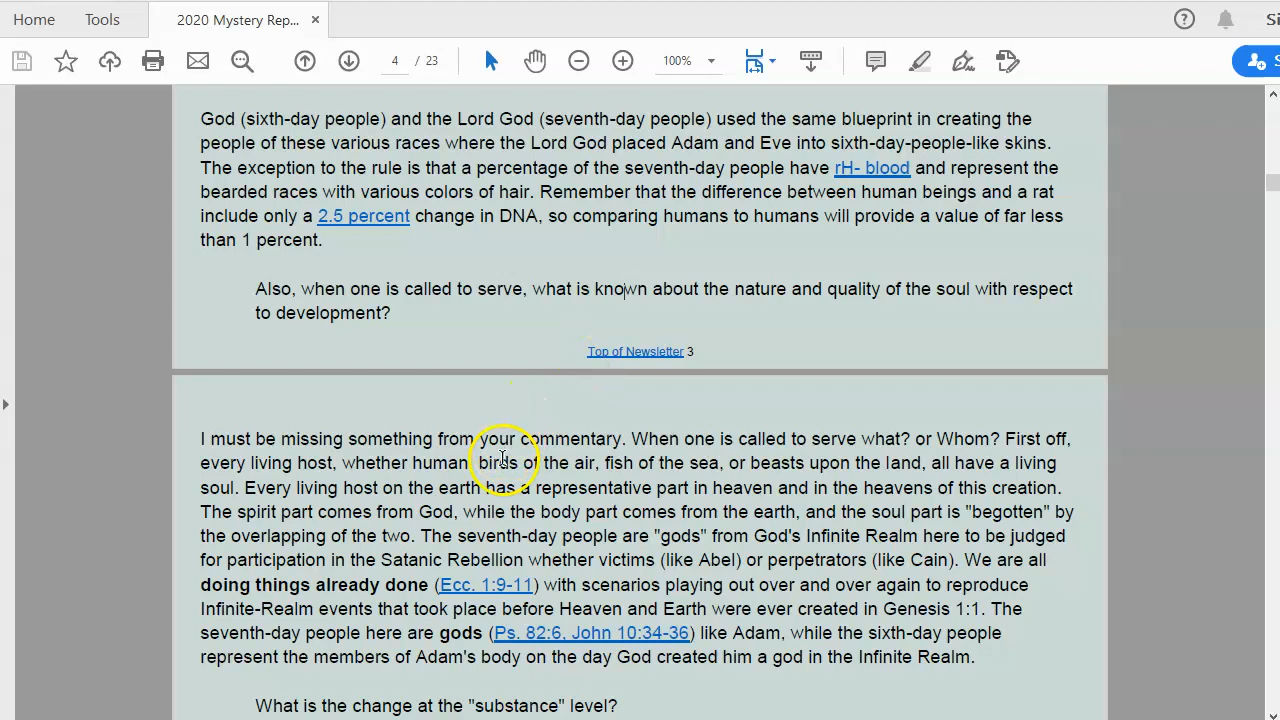 Home Tools 2020 Mystery Rep... × Si
4 / 23 100% S
God (sixth-day people) and the Lord God (seventh-day people) used the same blueprint in creating the
people of these various races where the Lord God placed Adam and Eve into sixth-day-people-like skins.
The exception to the rule is that a percentage of the seventh-day people have rH- blood and represent the
bearded races with various colors of hair. Remember that the difference between human beings and a rat
include only a 2.5 percent change in DNA, so comparing humans to humans will provide a value of far less
than 1 percent.
Also, when one is called to serve, what is known about the nature and quality of the soul with respect
to development?
Top of Newsletter 3
I must be missing something from your commentary. When one is called to serve what? or Whom? First off,
every living host, whether human, birds of the air, fish of the sea, or beasts upon the land, all have a living
soul. Every living host on the earth has a representative part in heaven and in the heavens of this creation.
The spirit part comes from God, while the body part comes from the earth, and the soul part is "begotten" by
the overlapping of the two. The seventh-day people are "gods" from God's Infinite Realm here to be judged
for participation in the Satanic Rebellion whether victims (like Abel) or perpetrators (like Cain). We are all
doing things already done (Ecc. 1:9-11) with scenarios playing out over and over again to reproduce
Infinite-Realm events that took place before Heaven and Earth were ever created in Genesis 1:1. The
seventh-day people here are gods (Ps. 82:6, John 10:34-36) like Adam, while the sixth-day people
represent the members of Adam's body on the day God created him a god in the Infinite Realm.
What is the change at the "substance" level?